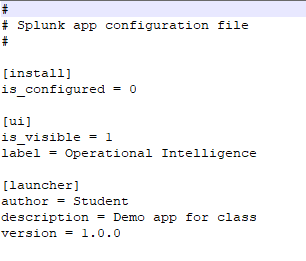 #
# Splunk app configuration file
#
[install]
is_configured = 0
[ui]
is_visible = 1
label = Operational Intelligence
[launcher]
author = Student
description = Demo app for class
version = 1.0.0